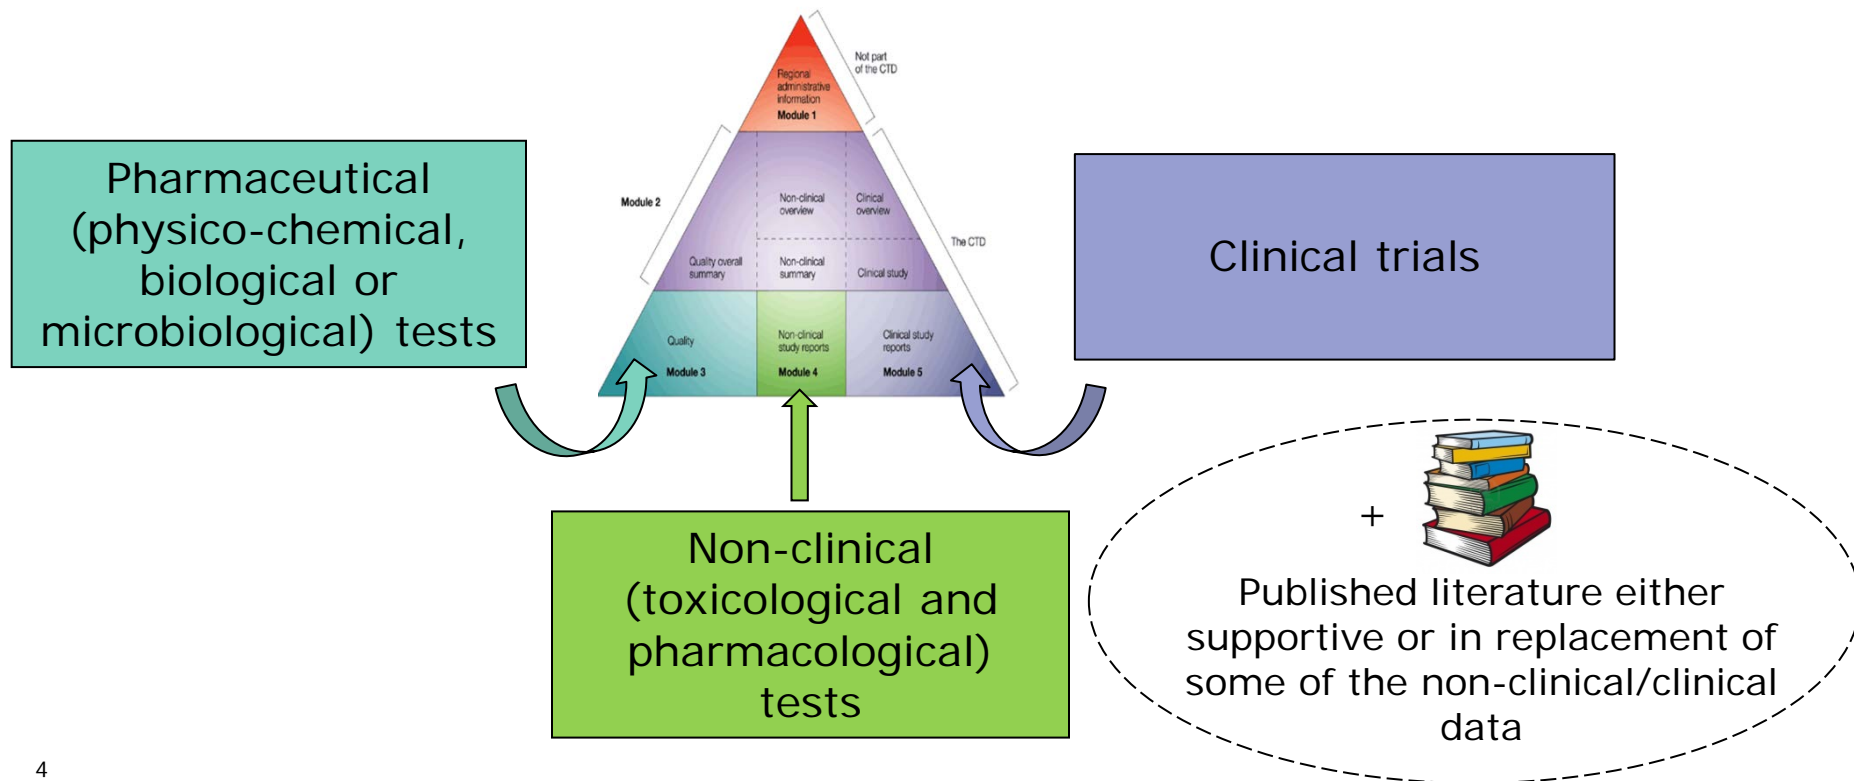 Regional
administrative
information
Module 1
Not part
of the CTD
Pharmaceutical
(physico-chemical,
biological or
microbiological) tests
Module 2
Non-clinical
overview
Clinical
overview
Quality overall
summary
Non-clinical
summary
Clinical study
The CTD
Quality
Module 3
Non-clinical
study reports
Module 4
Clinical study
reports
Module 5
Clinical trials
Non-clinical
(toxicological and
pharmacological)
tests
+
Published literature either
supportive or in replacement of
some of the non-clinical/clinical
data
4